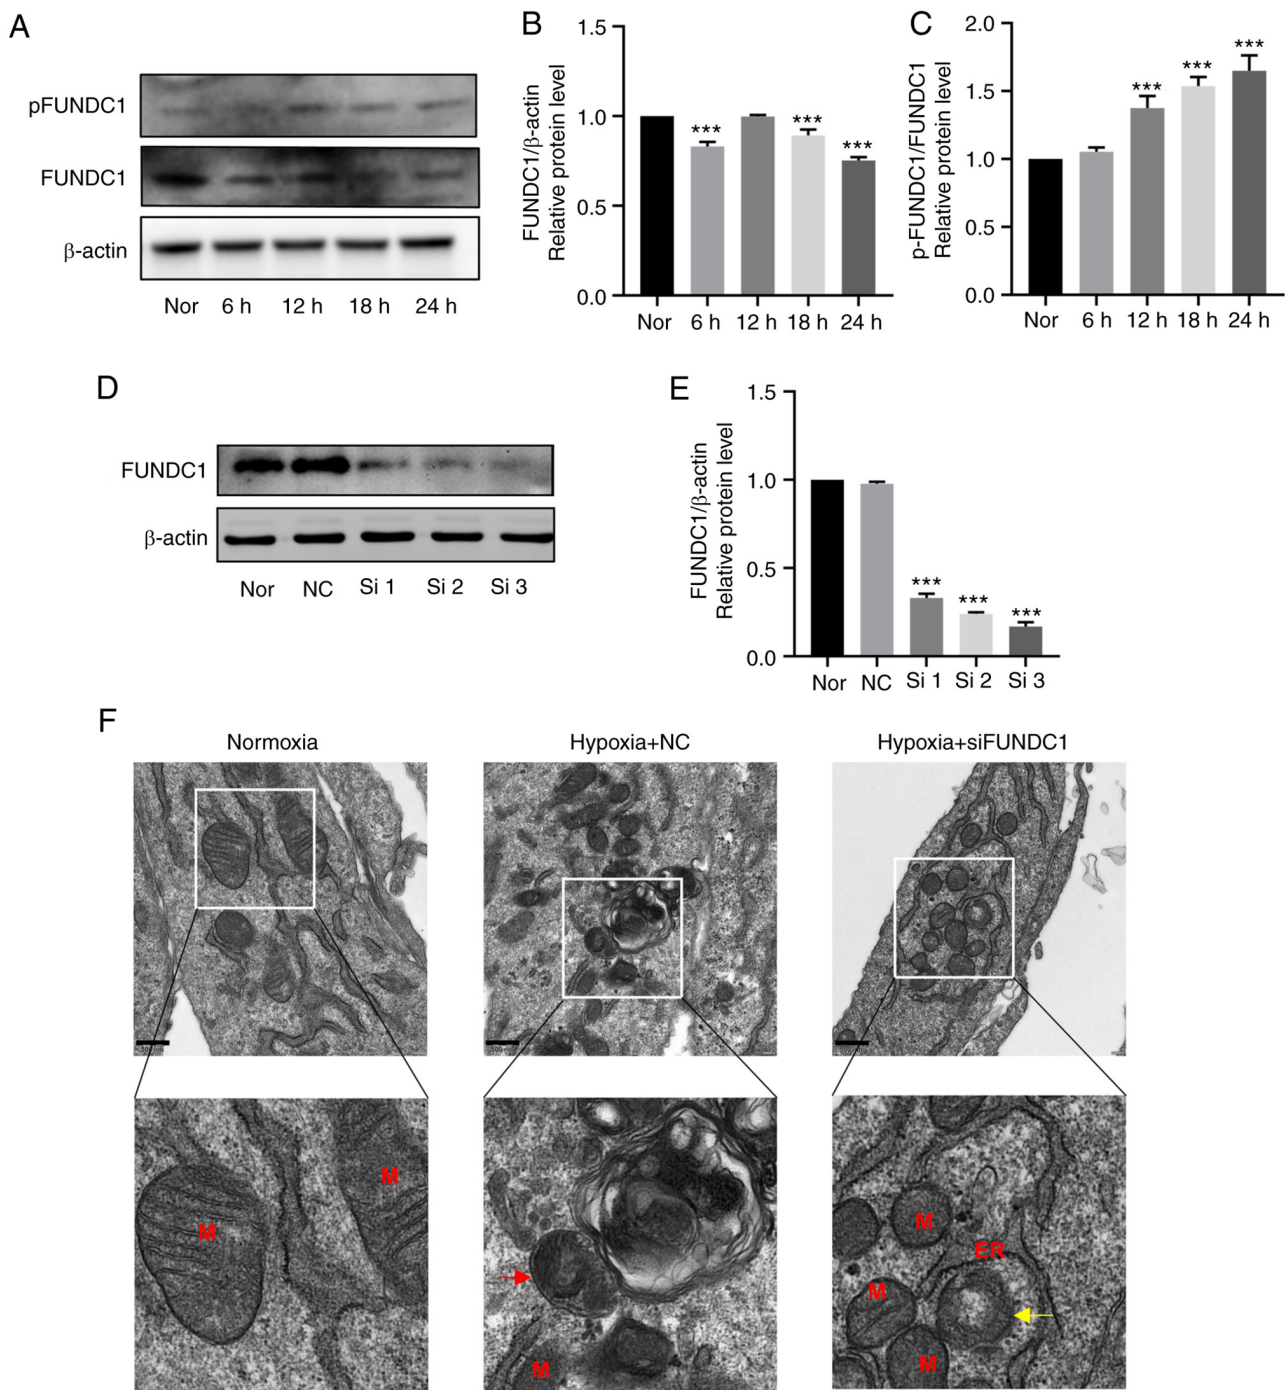 A
pFUNDC1
FUNDC1
β-actin
Nor 6 h 12 h 18 h 24 h
B
FUNDC1/β-actin
Relative protein level
1.5
1.0
0.5
0.0
***
***
***
Nor 6 h 12 h 18 h 24 h
C
p-FUNDC1/FUNDC1
Relative protein level
2.0
1.5
1.0
0.5
0.0
***
***
***
Nor 6 h 12 h 18 h 24 h
D
FUNDC1
β-actin
Nor NC Si 1 Si 2 Si 3
E
FUNDC1/β-actin
Relative protein level
1.5
1.0
0.5
0.0
***
***
***
Nor NC Si 1 Si 2 Si 3
F
Normoxia
Hypoxia+NC
Hypoxia+siFUNDC1
M
M
M
M
ER
M
M